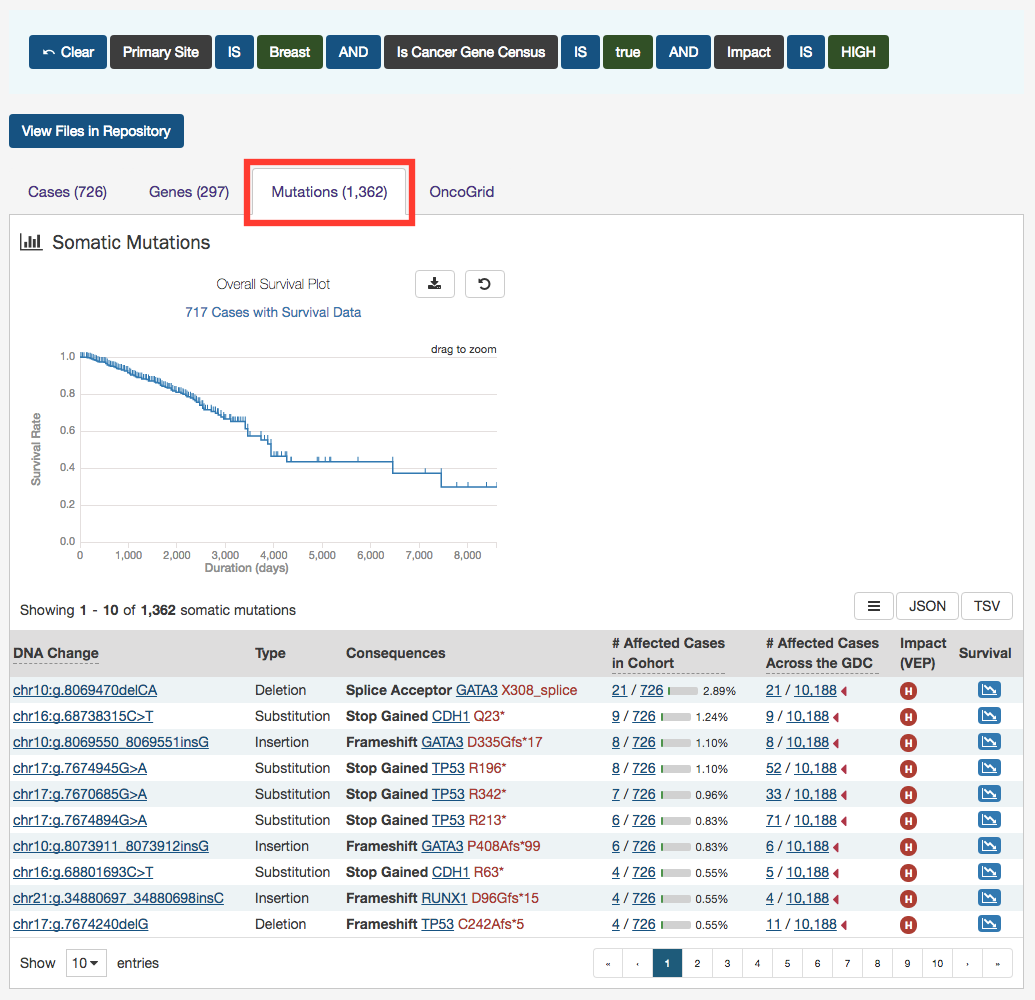 Clear Primary Site IS Breast AND Is Cancer Gene Census IS true AND Impact IS HIGH
View Files in Repository
Cases (726) Genes (297) Mutations (1,362) OncoGrid
Somatic Mutations
Overall Survival Plot
717 Cases with Survival Data
drag to zoom
1.0
0.8
0.6
0.4
0.2
0.0
Survival Rate
0 1,000 2,000 3,000 4,000 5,000 6,000 7,000 8,000
Duration (days)
Showing 1 - 10 of 1,362 somatic mutations
JSON TSV
DNA Change Type Consequences # Affected Cases in Cohort # Affected Cases Across the GDC Impact (VEP) Survival
chr10:g.8069470delCA Deletion Splice Acceptor GATA3 X308_splice 21 / 726 2.89% 21 / 10,188 H
chr16:g.68738315C>T Substitution Stop Gained CDH1 Q23* 9 / 726 1.24% 9 / 10,188 H
chr10:g.8069550_8069551insG Insertion Frameshift GATA3 D335Gfs*17 8 / 726 1.10% 8 / 10,188 H
chr17:g.7674945G>A Substitution Stop Gained TP53 R196* 8 / 726 1.10% 52 / 10,188 H
chr17:g.7670685G>A Substitution Stop Gained TP53 R342* 7 / 726 0.96% 33 / 10,188 H
chr17:g.7674894G>A Substitution Stop Gained TP53 R213* 6 / 726 0.83% 71 / 10,188 H
chr10:g.8073911_8073912insG Insertion Frameshift GATA3 P408Afs*99 6 / 726 0.83% 6 / 10,188 H
chr16:g.68801693C>T Substitution Stop Gained CDH1 R63* 4 / 726 0.55% 5 / 10,188 H
chr21:g.34880697_34880698insC Insertion Frameshift RUNX1 D96Gfs*15 4 / 726 0.55% 4 / 10,188 H
chr17:g.7674240delG Deletion Frameshift TP53 C242Afs*5 4 / 726 0.55% 11 / 10,188 H
Show 10 entries « ‹ 1 2 3 4 5 6 7 8 9 10 › »